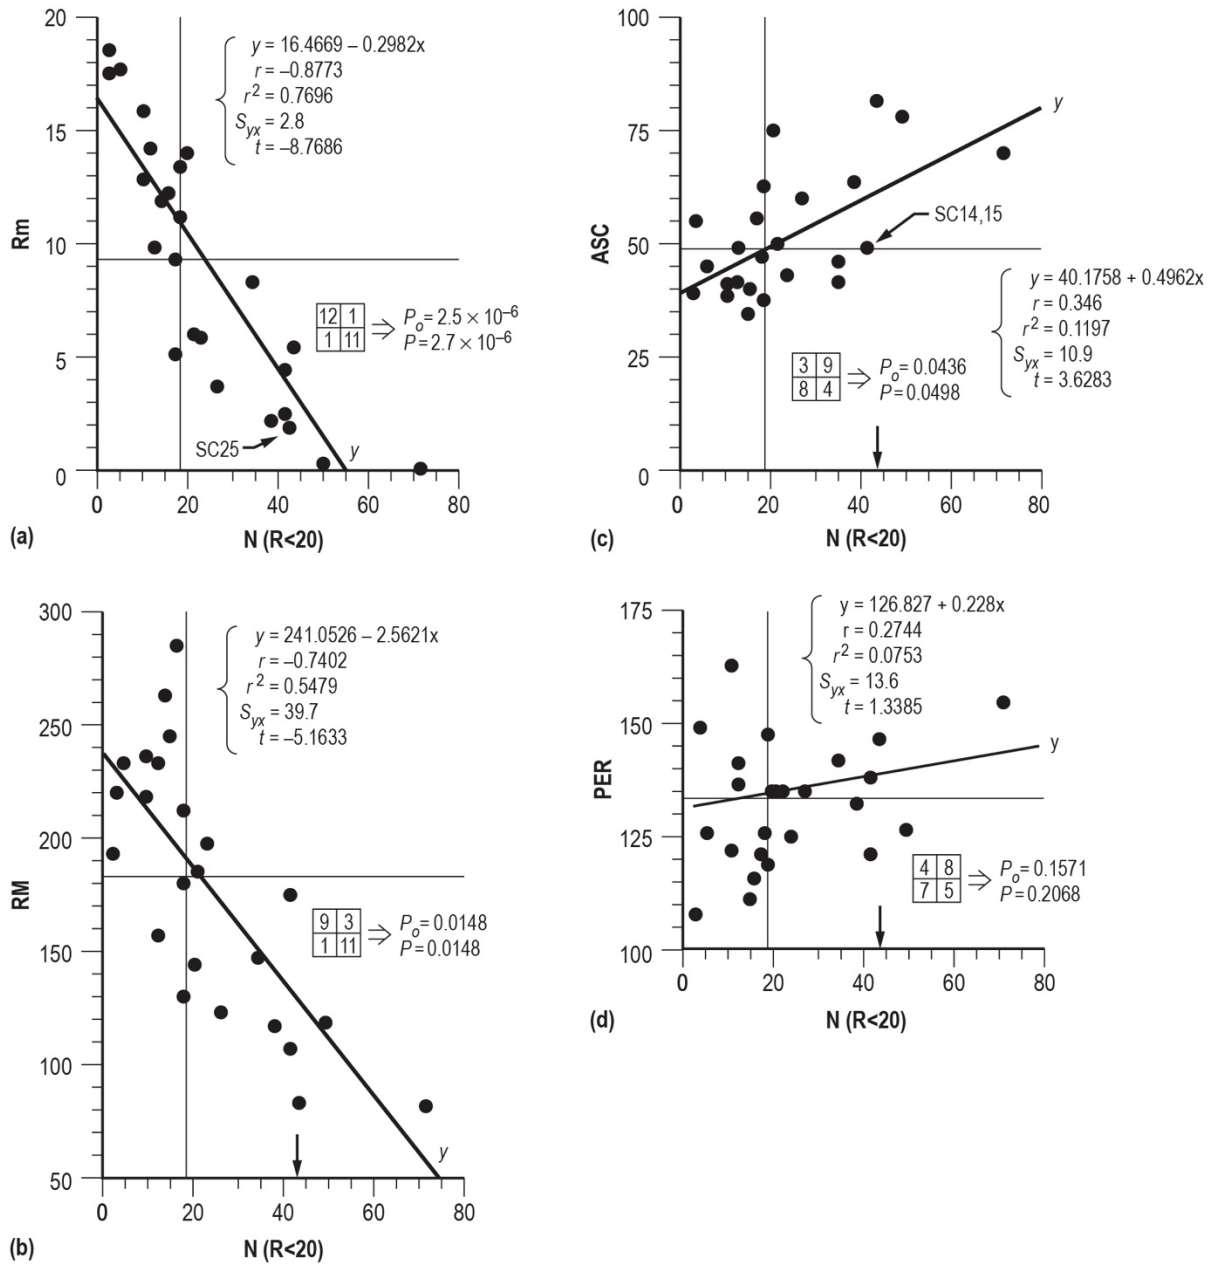 20
15
10
5
0
Rm
y = 16.4669 – 0.2982x
r = –0.8773
r² = 0.7696
Syx = 2.8
t = –8.7686
12 1
1 11
Po = 2.5 × 10⁻⁶
P = 2.7 × 10⁻⁶
SC25
y
0 20 40 60 80
(a)
N (R<20)
100
75
50
25
0
ASC
y
SC14,15
y = 40.1758 + 0.4962x
r = 0.346
r² = 0.1197
Syx = 10.9
t = 3.6283
3 9
8 4
Po = 0.0436
P = 0.0498
0 20 40 60 80
(c)
N (R<20)
300
250
200
150
100
50
RM
y = 241.0526 – 2.5621x
r = –0.7402
r² = 0.5479
Syx = 39.7
t = –5.1633
9 3
1 11
Po = 0.0148
P = 0.0148
y
0 20 40 60 80
(b)
N (R<20)
175
150
125
100
PER
y = 126.827 + 0.228x
r = 0.2744
r² = 0.0753
Syx = 13.6
t = 1.3385
y
4 8
7 5
Po = 0.1571
P = 0.2068
0 20 40 60 80
(d)
N (R<20)